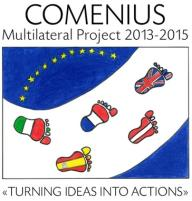 COMENIUS
Multilateral Project 2013-2015
«TURNING IDEAS INTO ACTIONS»